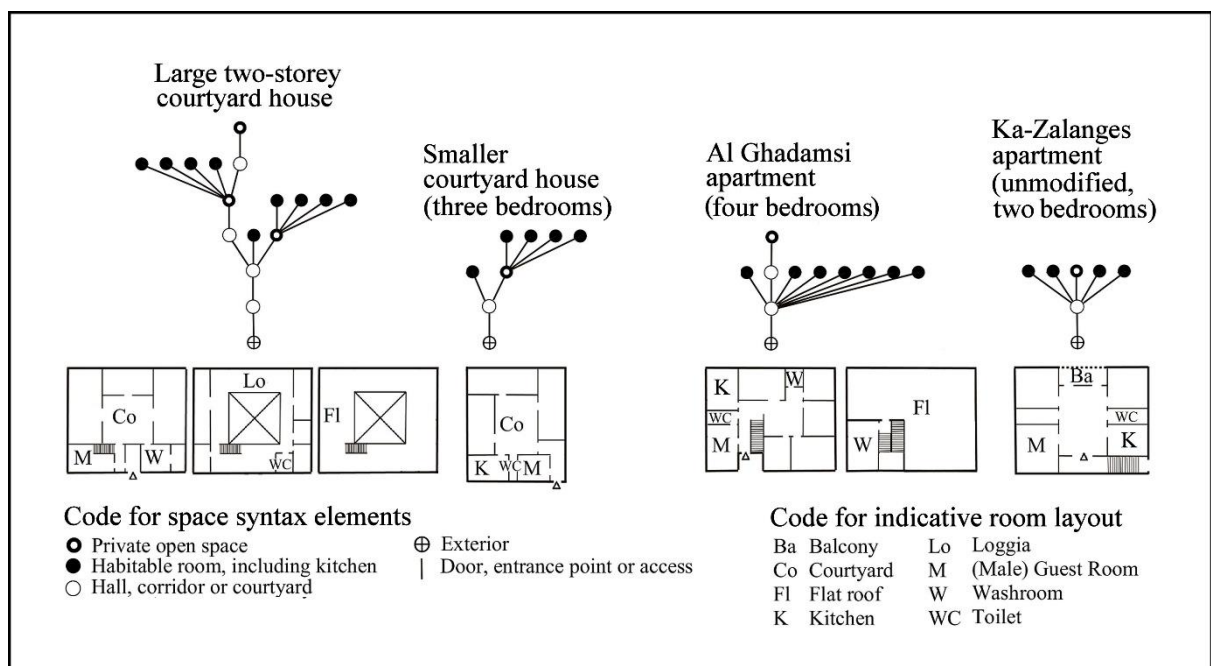 Large two-storey
courtyard house
Smaller
courtyard house
(three bedrooms)
Al Ghadamsi
apartment
(four bedrooms)
Ka-Zalanges
apartment
(unmodified,
two bedrooms)
Co
M
W
Lo
WC
Fl
Co
K
WC
M
K
WC
M
W
Fl
W
Ba
WC
M
K
Code for space syntax elements
Private open space
Habitable room, including kitchen
Hall, corridor or courtyard
Exterior
Door, entrance point or access
Code for indicative room layout
Ba Balcony
Co Courtyard
Fl Flat roof
K Kitchen
Lo Loggia
M (Male) Guest Room
W Washroom
WC Toilet